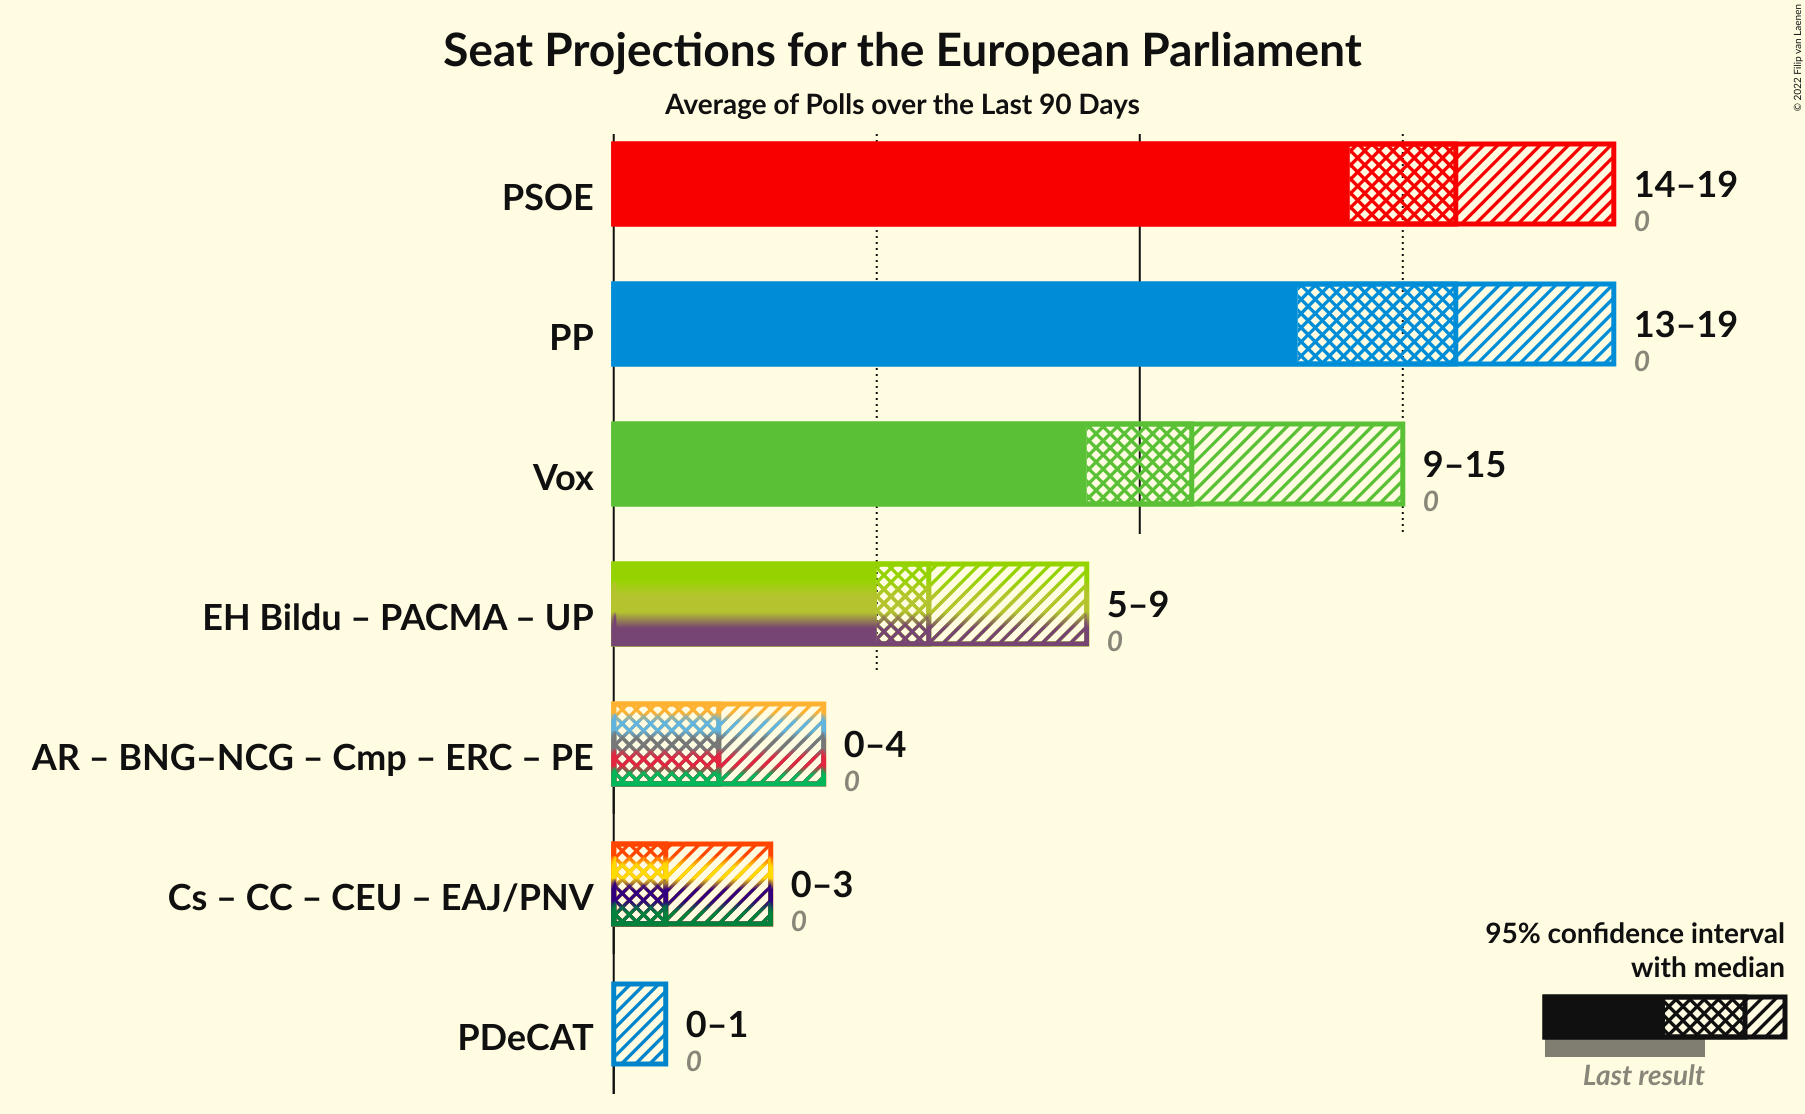 Seat Projections for the European Parliament
Average of Polls over the Last 90 Days
© 2022 Filip van Laenen
PSOE
14–19
0
PP
13–19
0
Vox
9–15
0
EH Bildu – PACMA – UP
5–9
0
AR – BNG–NCG – Cmp – ERC – PE
0–4
0
Cs – CC – CEU – EAJ/PNV
0–3
0
PDeCAT
0–1
0
95% confidence interval
with median
Last result